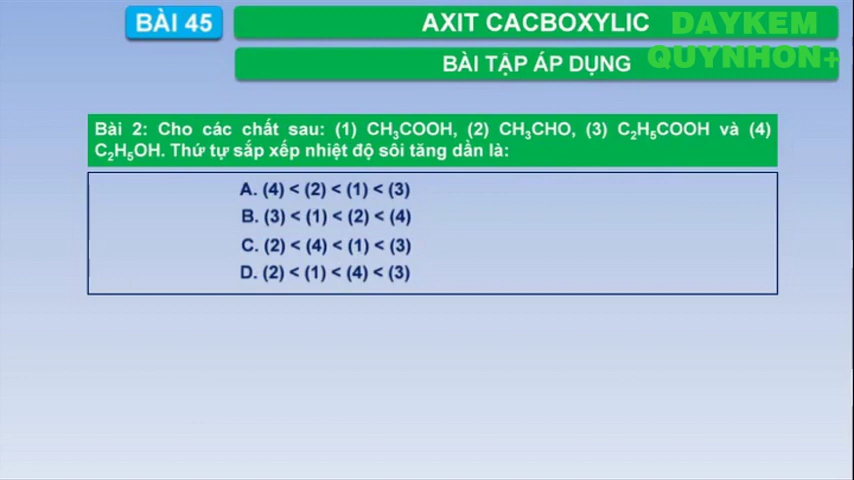 BÀI 45
AXIT CACBOXYLIC
DAYKEM
QUYNHON+
BÀI TẬP ÁP DỤNG
Bài 2: Cho các chất sau: (1) CH₃COOH, (2) CH₃CHO, (3) C₂H₅COOH và (4)
C₂H₅OH. Thứ tự sắp xếp nhiệt độ sôi tăng dần là:
A. (4) < (2) < (1) < (3)
B. (3) < (1) < (2) < (4)
C. (2) < (4) < (1) < (3)
D. (2) < (1) < (4) < (3)